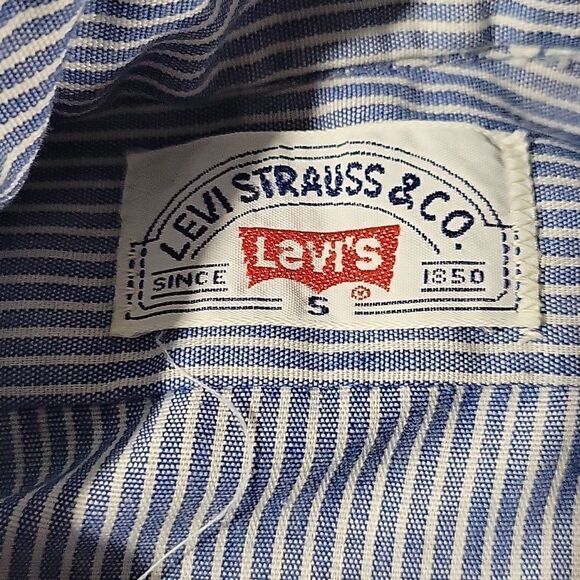 LEVI STRAUSS & CO.
Levi's
SINCE 1850
S ®